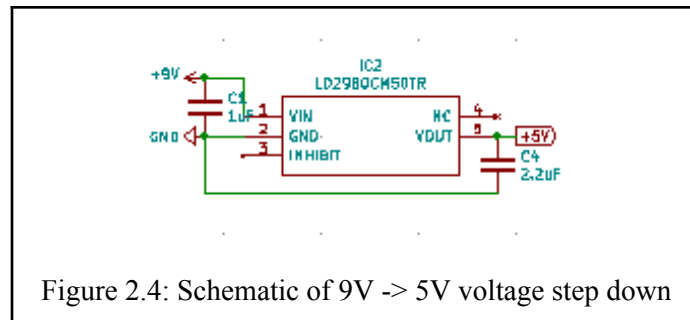 IC2
LD2980CM50TR
+9V
C1
1uF
GND
1 VIN
2 GND
3 INHIBIT
NC 4
VOUT 5
+5V
C4
2.2uF
Figure 2.4: Schematic of 9V -> 5V voltage step down